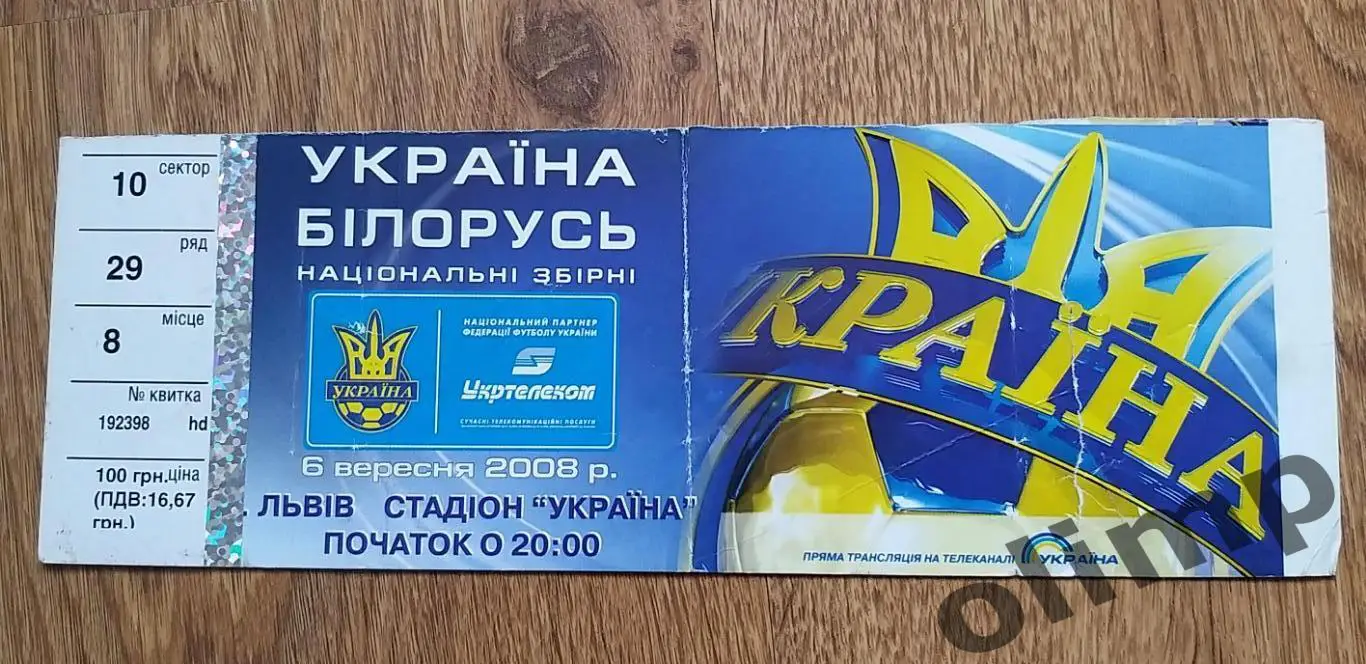 сектор
10
ряд
29
місце
8
№ квитка
192398 hd
100 грн. ціна
(ПДВ:16,67
грн.)
УКРАЇНА
БІЛОРУСЬ
НАЦІОНАЛЬНІ ЗБІРНІ
НАЦІОНАЛЬНИЙ ПАРТНЕР
ФЕДЕРАЦІЇ ФУТБОЛУ УКРАЇНИ
УКРАЇНА
Укртелеком
СУЧАСНІ ТЕЛЕКОМУНІКАЦІЙНІ ПОСЛУГИ
6 вересня 2008 р.
. ЛЬВІВ СТАДІОН "УКРАЇНА"
ПОЧАТОК О 20:00
УКРАЇНА
ПРЯМА ТРАНСЛЯЦІЯ НА ТЕЛЕКАНАЛІ УКРАЇНА
olimp